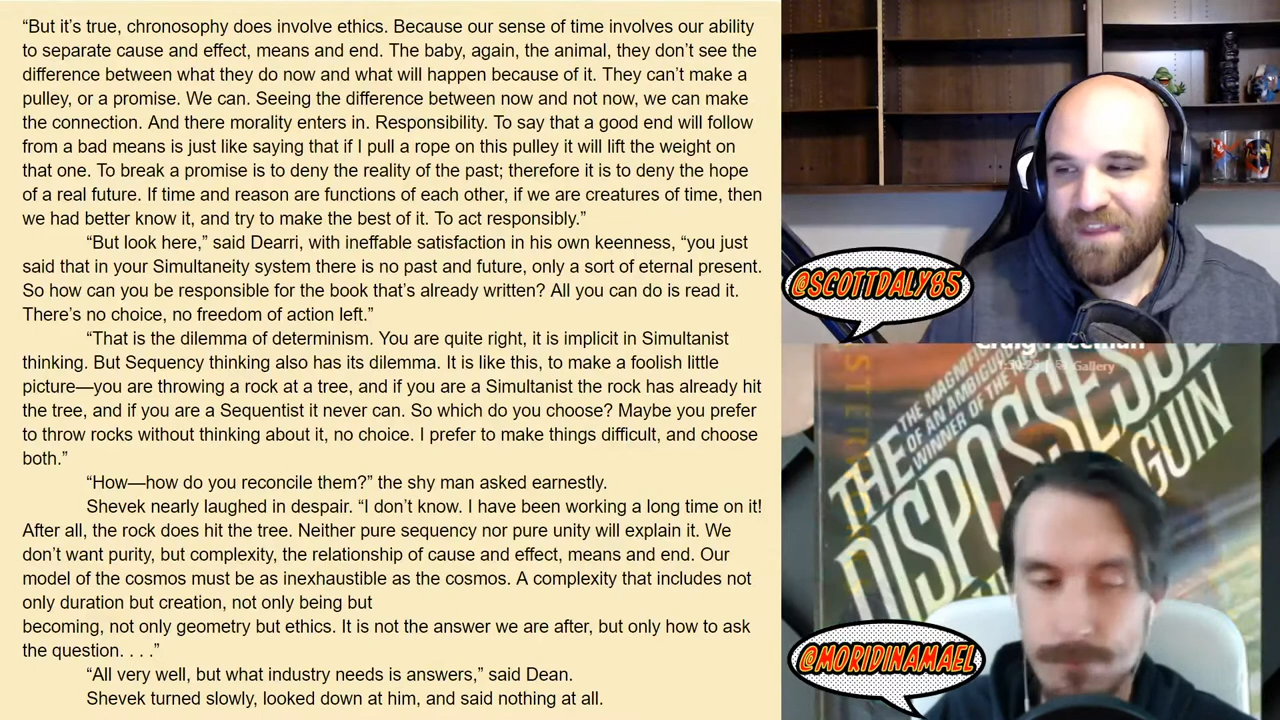 “But it’s true, chronosophy does involve ethics. Because our sense of time involves our ability
to separate cause and effect, means and end. The baby, again, the animal, they don’t see the
difference between what they do now and what will happen because of it. They can’t make a
pulley, or a promise. We can. Seeing the difference between now and not now, we can make
the connection. And there morality enters in. Responsibility. To say that a good end will follow
from a bad means is just like saying that if I pull a rope on this pulley it will lift the weight on
that one. To break a promise is to deny the reality of the past; therefore it is to deny the hope
of a real future. If time and reason are functions of each other, if we are creatures of time, then
we had better know it, and try to make the best of it. To act responsibly.”
“But look here,” said Dearri, with ineffable satisfaction in his own keenness, “you just
said that in your Simultaneity system there is no past and future, only a sort of eternal present.
So how can you be responsible for the book that’s already written? All you can do is read it.
There’s no choice, no freedom of action left.”
“That is the dilemma of determinism. You are quite right, it is implicit in Simultanist
thinking. But Sequency thinking also has its dilemma. It is like this, to make a foolish little
picture—you are throwing a rock at a tree, and if you are a Simultanist the rock has already hit
the tree, and if you are a Sequentist it never can. So which do you choose? Maybe you prefer
to throw rocks without thinking about it, no choice. I prefer to make things difficult, and choose
both.”
“How—how do you reconcile them?” the shy man asked earnestly.
Shevek nearly laughed in despair. “I don’t know. I have been working a long time on it!
After all, the rock does hit the tree. Neither pure sequency nor pure unity will explain it. We
don’t want purity, but complexity, the relationship of cause and effect, means and end. Our
model of the cosmos must be as inexhaustible as the cosmos. A complexity that includes not
only duration but creation, not only being but
becoming, not only geometry but ethics. It is not the answer we are after, but only how to ask
the question. . . .”
“All very well, but what industry needs is answers,” said Dean.
Shevek turned slowly, looked down at him, and said nothing at all.
@SCOTTDALY85
Gallery
THE MAGNIF
OF AN AMBIGUO
WINNER OF THE
THE
DISPOSSESSE
GUIN
@MORIDINAMAEL